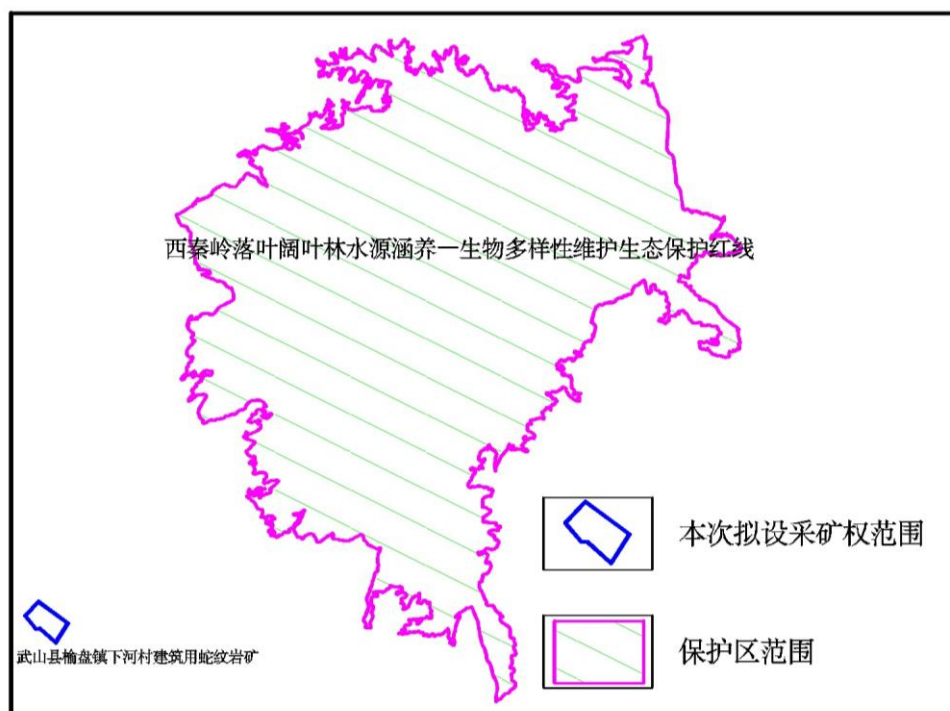 西秦岭落叶阔叶林水源涵养—生物多样性维护生态保护红线
本次拟设采矿权范围
保护区范围
武山县榆盘镇下河村建筑用蛇纹岩矿